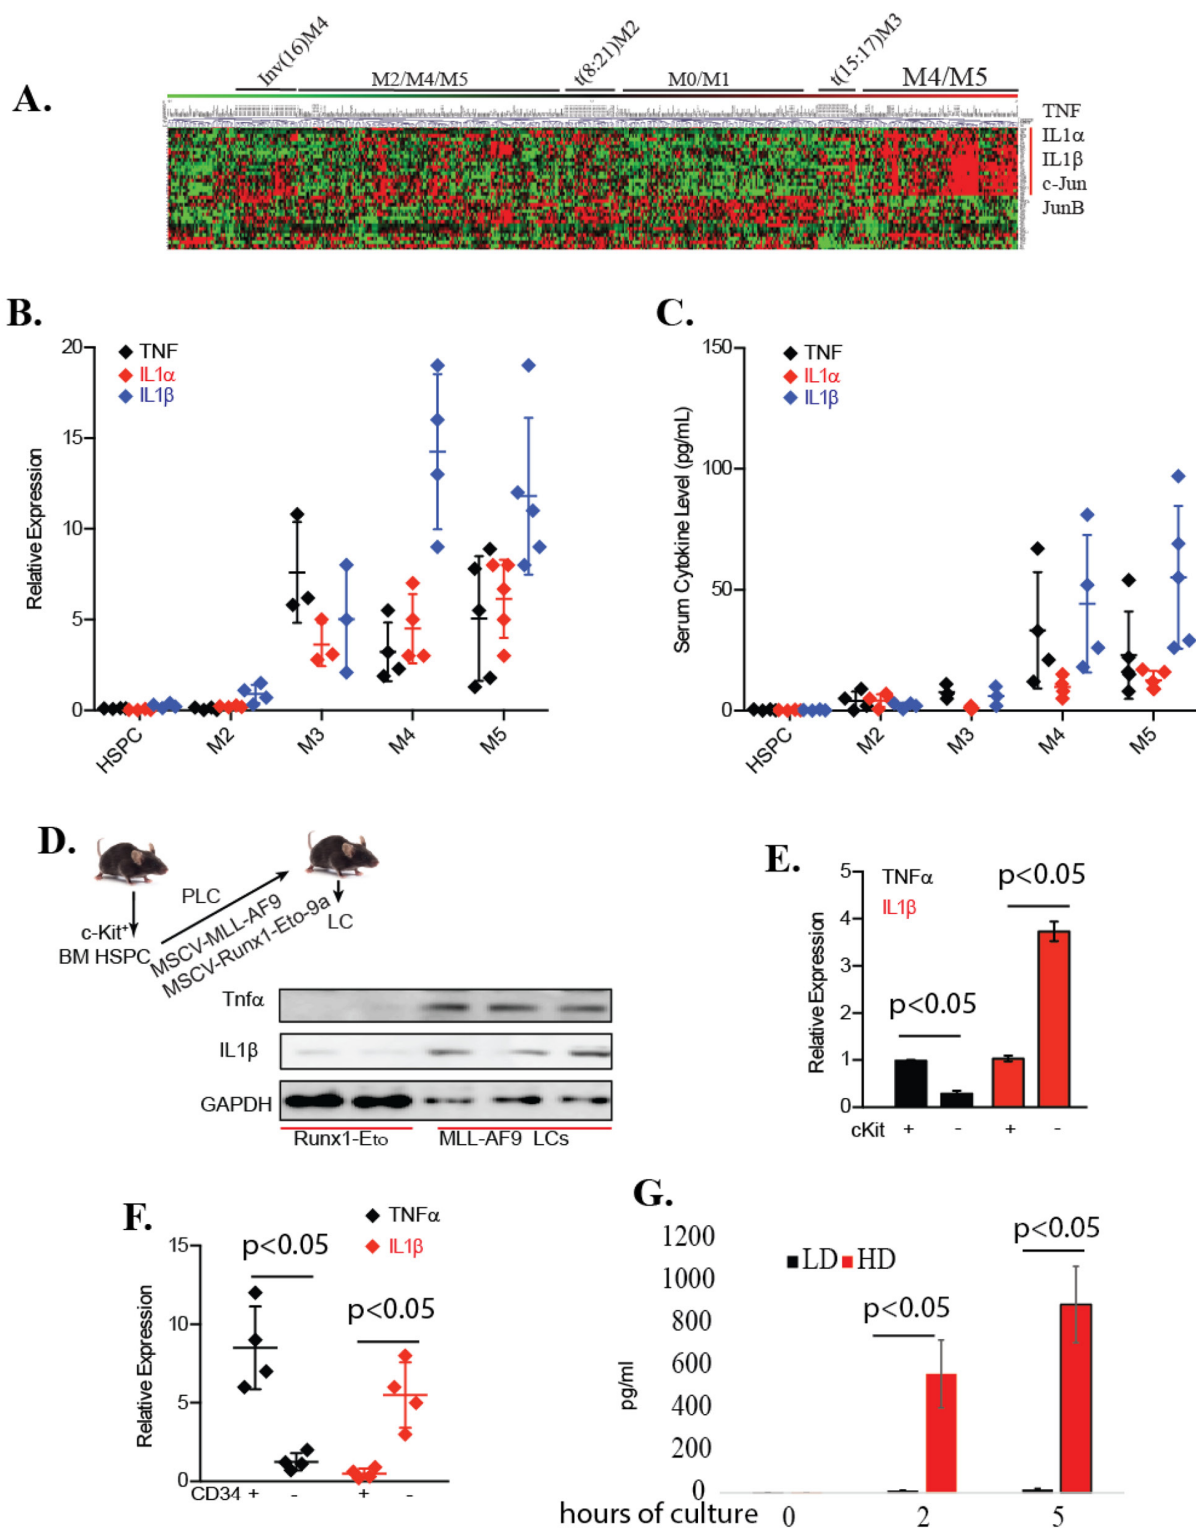 A.
Inv(16)M4
M2/M4/M5
t(8:21)M2
M0/M1
t(15:17)M3
M4/M5
TNF
IL1α
IL1β
c-Jun
JunB
B.
TNF
IL1α
IL1β
Relative Expression
20
15
10
5
0
HSPC
M2
M3
M4
M5
C.
TNF
IL1α
IL1β
Serum Cytokine Level (pg/mL)
150
100
50
0
HSPC
M2
M3
M4
M5
D.
c-Kit+
BM HSPC
PLC
MSCV-MLL-AF9
MSCV-Runx1-Eto-9a
LC
Tnfα
IL1β
GAPDH
Runx1-Eto
MLL-AF9 LCs
E.
TNFα
IL1β
p<0.05
p<0.05
Relative Expression
5
4
3
2
1
0
cKit + - + -
F.
TNFα
IL1β
p<0.05
p<0.05
Relative Expression
15
10
5
0
CD34 + - + -
G.
LD HD
p<0.05
p<0.05
pg/ml
1200
1000
800
600
400
200
0
hours of culture 0 2 5